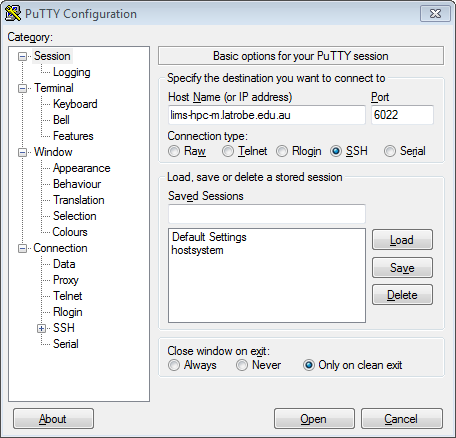 PuTTY Configuration
Category:
Session
Logging
Terminal
Keyboard
Bell
Features
Window
Appearance
Behaviour
Translation
Selection
Colours
Connection
Data
Proxy
Telnet
Rlogin
SSH
Serial
Basic options for your PuTTY session
Specify the destination you want to connect to
Host Name (or IP address) Port
lims-hpc-m.latrobe.edu.au 6022
Connection type:
Raw Telnet Rlogin SSH Serial
Load, save or delete a stored session
Saved Sessions
Default Settings
hostsystem
Load
Save
Delete
Close window on exit:
Always Never Only on clean exit
About Open Cancel